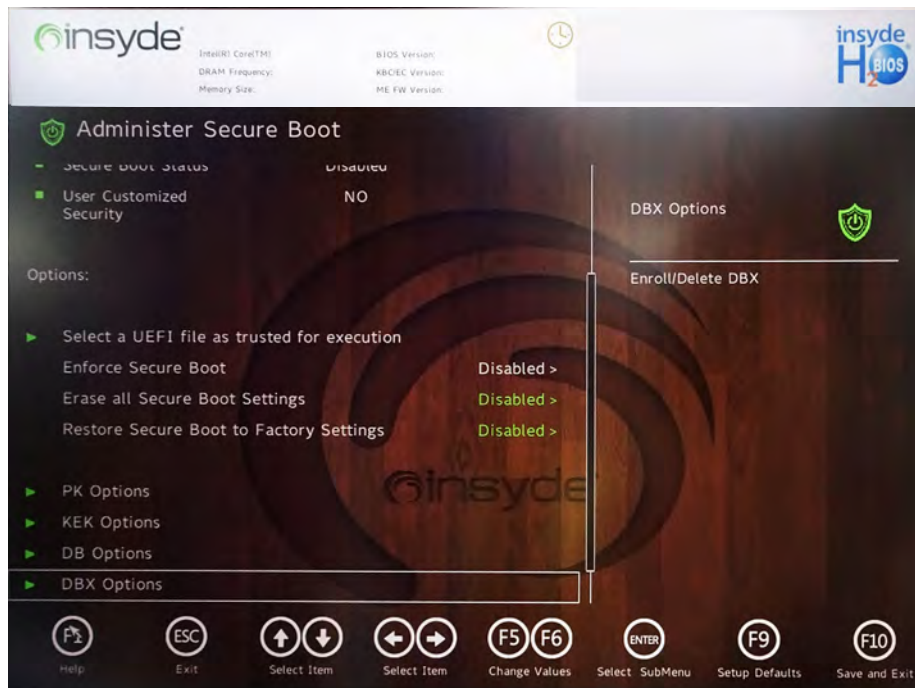 insyde
insyde
H2BIOS
Intel(R) Core(TM)
DRAM Frequency:
Memory Size:
BIOS Version:
KBC/EC Version:
ME FW Version:
Administer Secure Boot
Secure Boot Status Disabled
User Customized NO
Security
Options:
Select a UEFI file as trusted for execution
Enforce Secure Boot Disabled >
Erase all Secure Boot Settings Disabled >
Restore Secure Boot to Factory Settings Disabled >
PK Options
KEK Options
DB Options
DBX Options
DBX Options
Enroll/Delete DBX
insyde
F1 ESC F5 F6 ENTER F9 F10
Help Exit Select Item Select Item Change Values Select SubMenu Setup Defaults Save and Exit